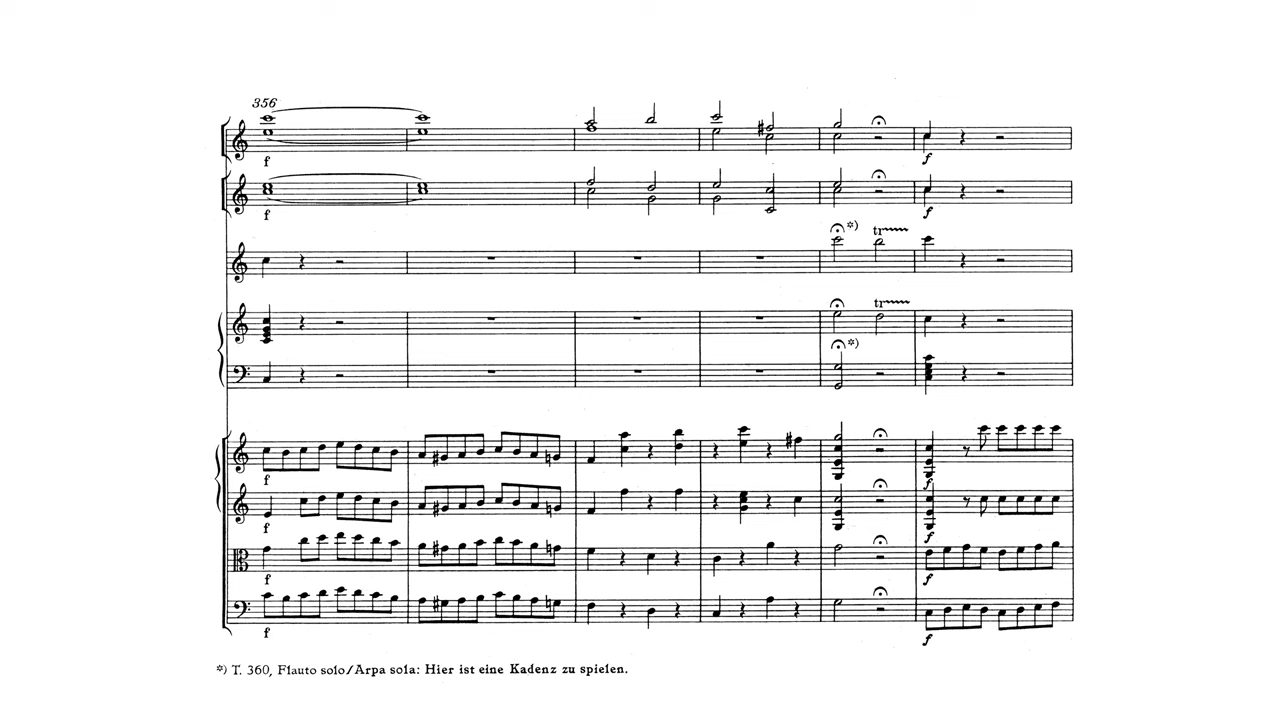 356
f
f
f
f
*) tr
tr
*)
f
f
f
f
f
f
f
f
*) T. 360, Flauto solo/Arpa sola: Hier ist eine Kadenz zu spielen.